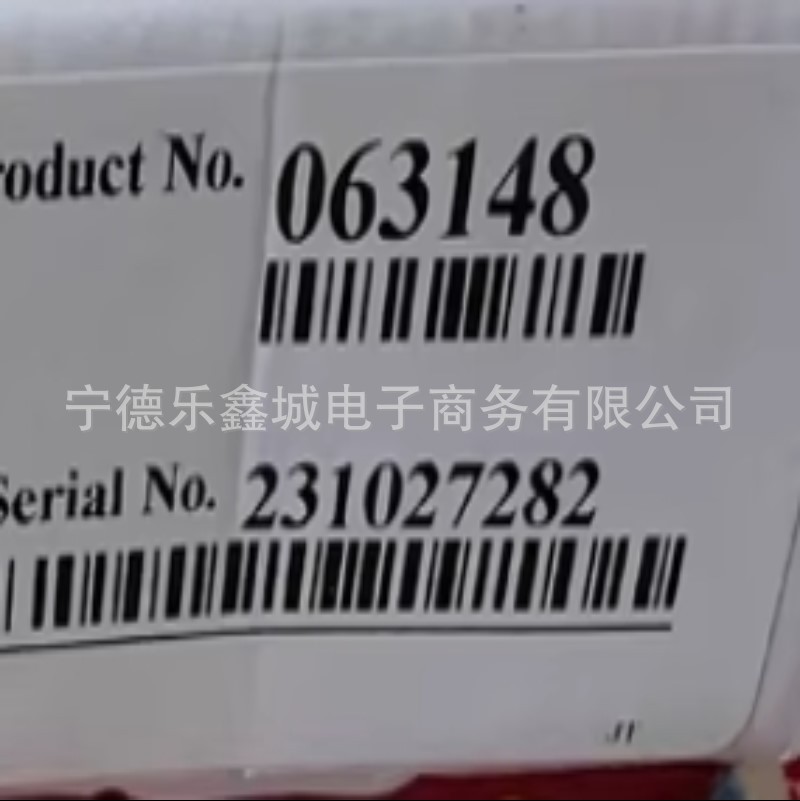 roduct No. 063148
宁德乐鑫城电子商务有限公司
Serial No. 231027282